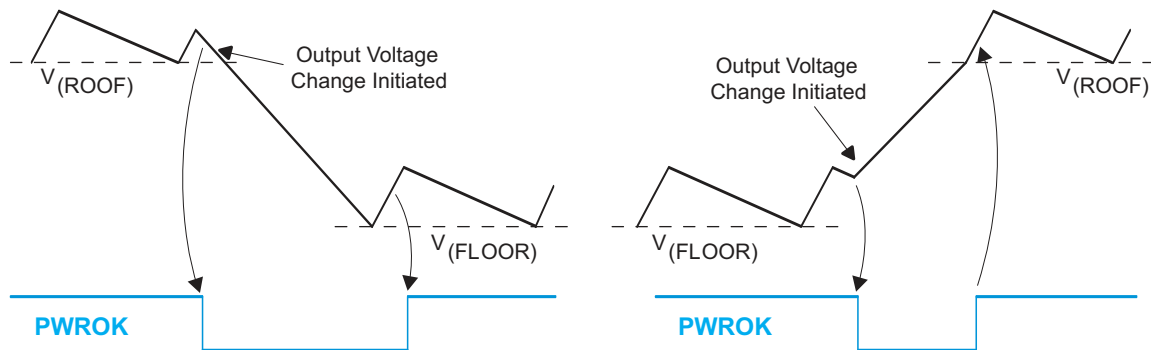 Output Voltage
Change Initiated
V(ROOF)
V(FLOOR)
PWROK
Output Voltage
Change Initiated
V(ROOF)
V(FLOOR)
PWROK